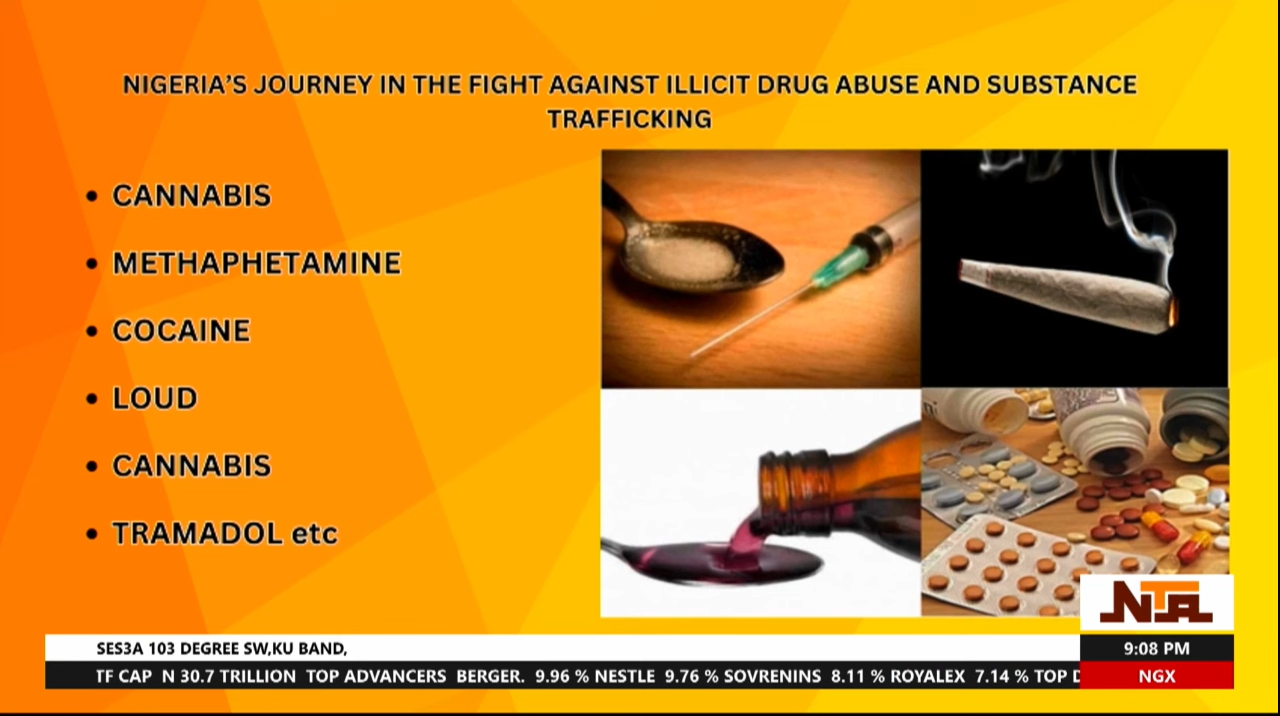 NIGERIA'S JOURNEY IN THE FIGHT AGAINST ILLICIT DRUG ABUSE AND SUBSTANCE
TRAFFICKING
• CANNABIS
• METHAPHETAMINE
• COCAINE
• LOUD
• CANNABIS
• TRAMADOL etc
NTA
SES3A 103 DEGREE SW,KU BAND,
9:08 PM
TF CAP N 30.7 TRILLION TOP ADVANCERS BERGER. 9.96 % NESTLE 9.76 % SOVRENINS 8.11 % ROYALEX 7.14 % TOP
NGX